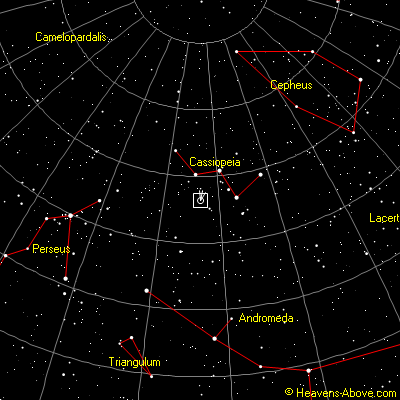 Camelopardalis
Cepheus
Cassiopeia
Lacert
Perseus
Andromeda
Triangulum
© Heavens-Above.com